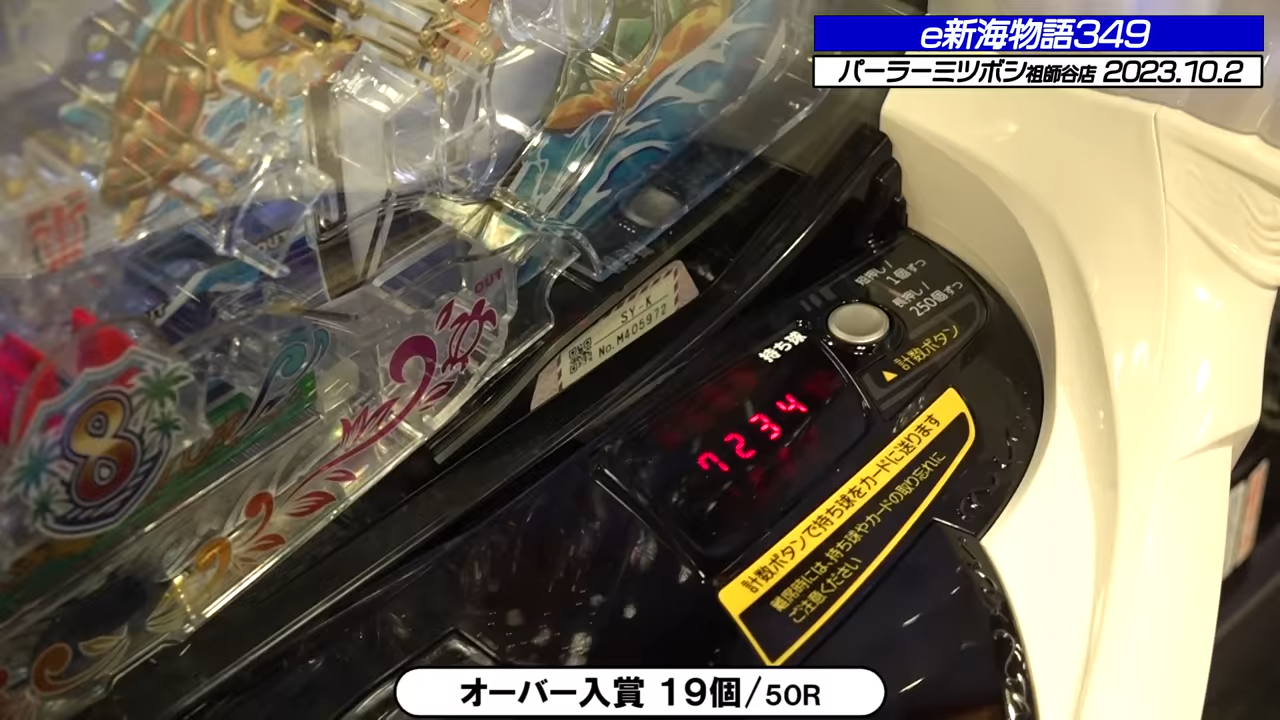 e新海物語349
パーラーミツボシ祖師谷店 2023.10.2
OUT
OUT
SY-K
No.M405972
短押し/
1個ずつ
長押し/
250個ずつ
▲計数ボタン
持ち球
7234
8
計数ボタンで持ち球をカードに送ります
離席時には、持ち球やカードの取り忘れに
ご注意ください
オーバー入賞 19個/50R